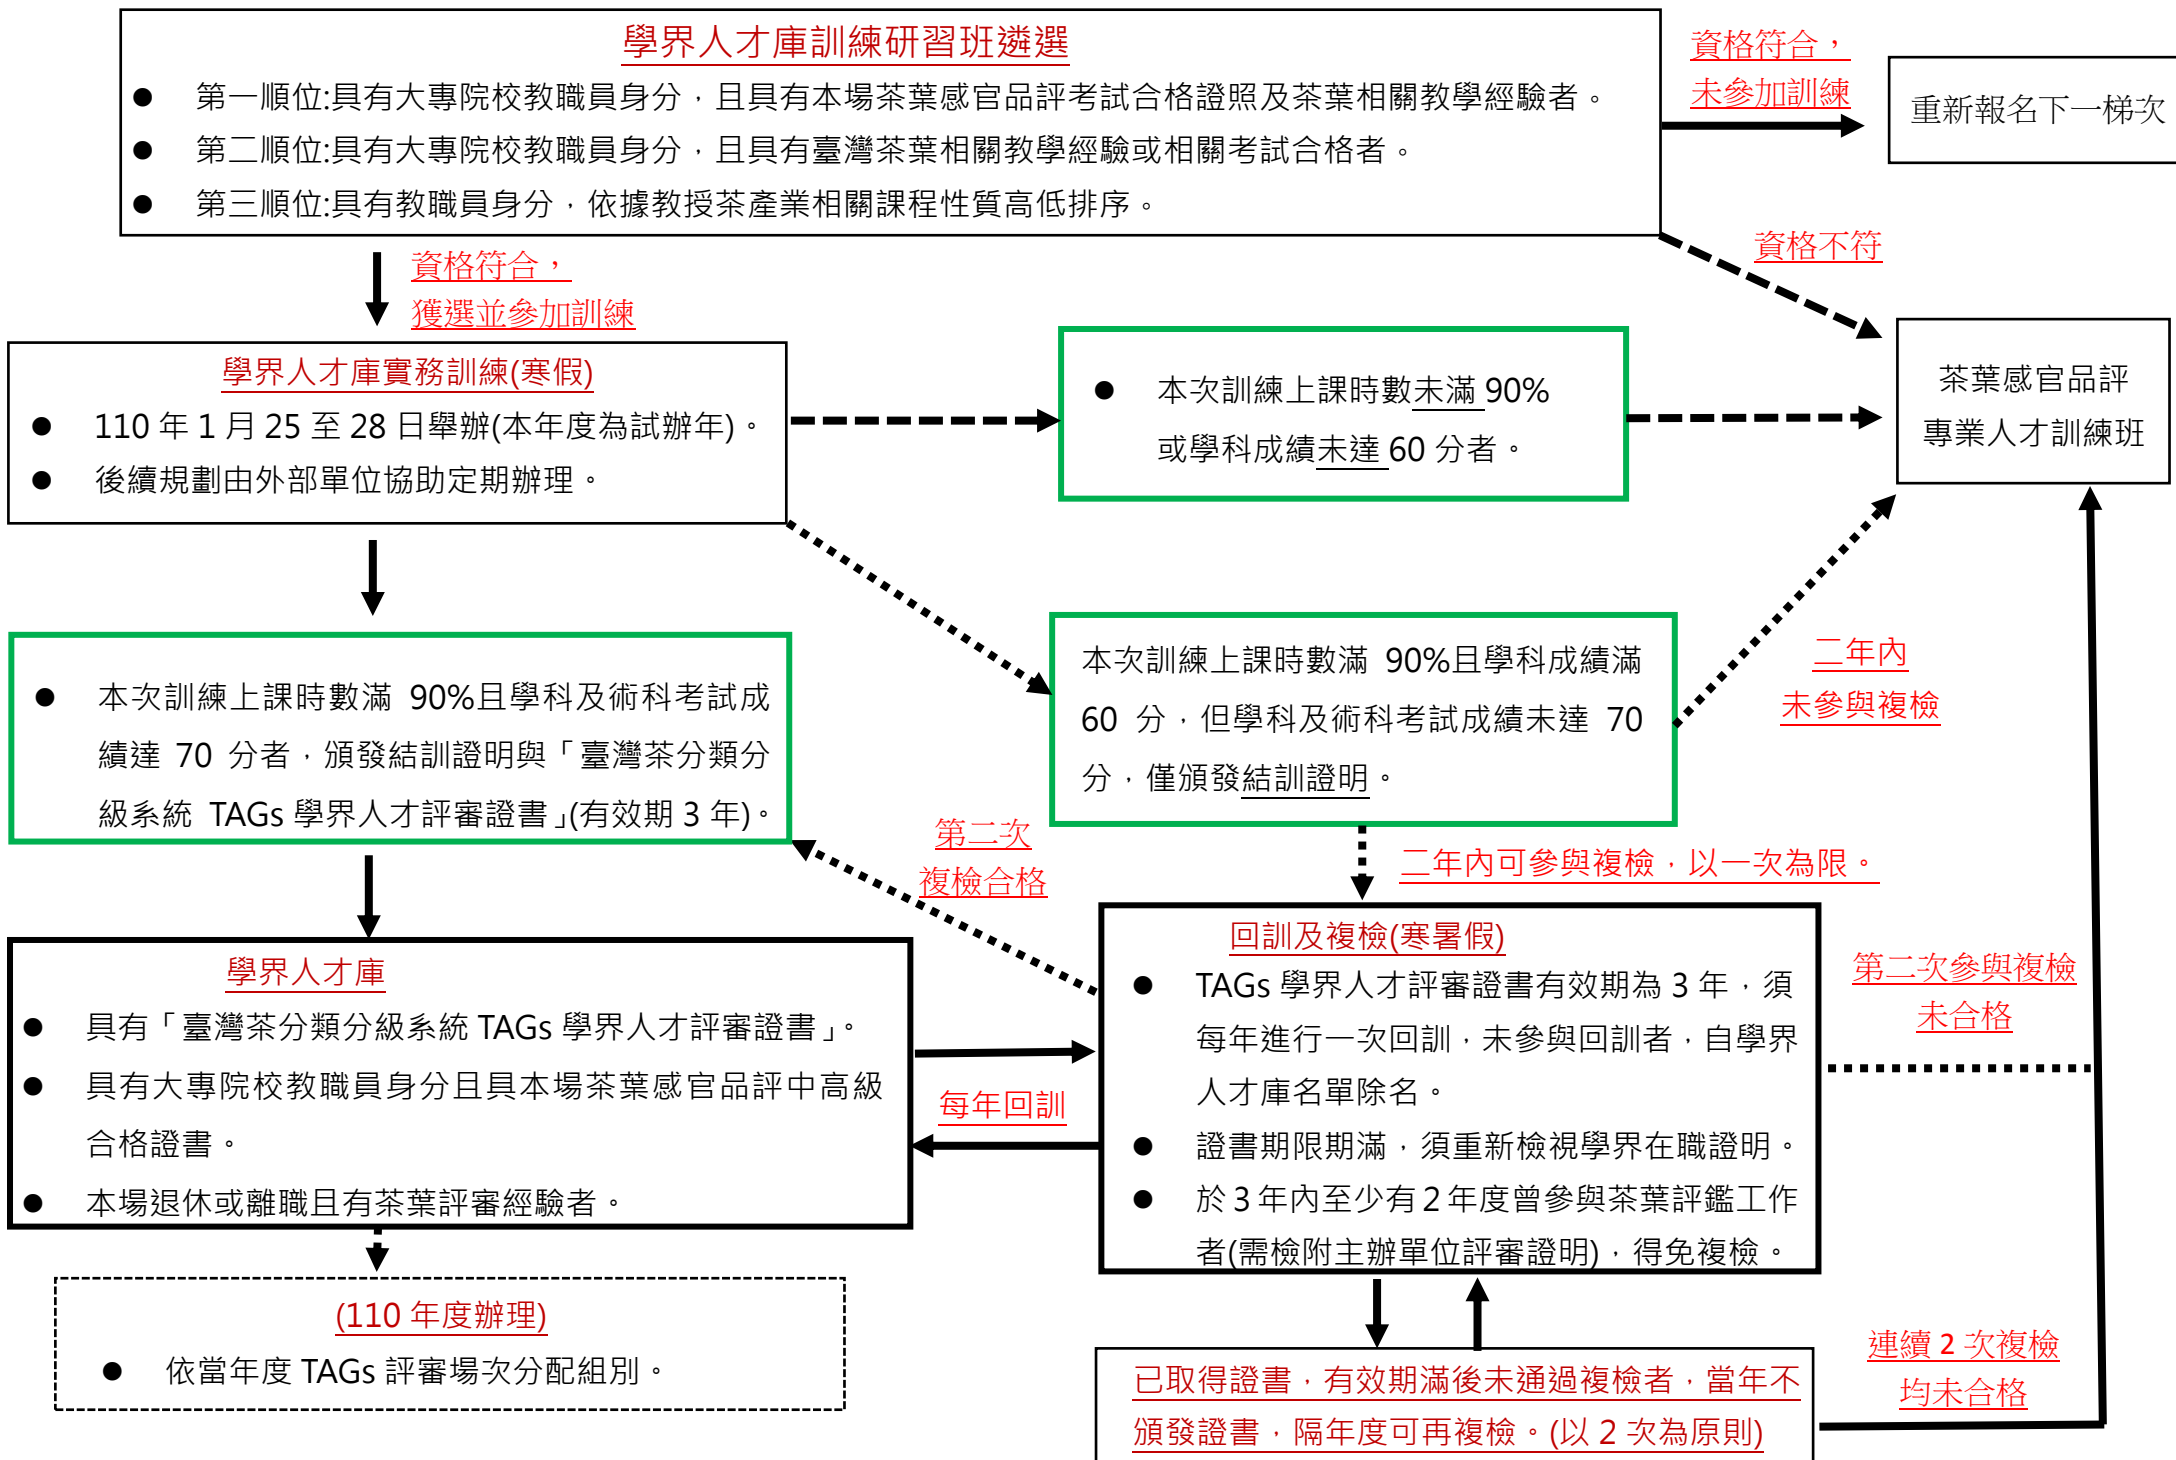 學界人才庫訓練研習班遴選
● 第一順位:具有大專院校教職員身分，且具有本場茶葉感官品評考試合格證照及茶葉相關教學經驗者。
● 第二順位:具有大專院校教職員身分，且具有臺灣茶葉相關教學經驗或相關考試合格者。
● 第三順位:具有教職員身分，依據教授茶產業相關課程性質高低排序。
資格符合，
未參加訓練
重新報名下一梯次
資格不符
資格符合，
獲選並參加訓練
學界人才庫實務訓練(寒假)
● 110 年 1 月 25 至 28 日舉辦(本年度為試辦年)。
● 後續規劃由外部單位協助定期辦理。
● 本次訓練上課時數未滿 90%
或學科成績未達 60 分者。
茶葉感官品評
專業人才訓練班
● 本次訓練上課時數滿 90%且學科及術科考試成
績達 70 分者，頒發結訓證明與「臺灣茶分類分
級系統 TAGs 學界人才評審證書」(有效期 3 年)。
本次訓練上課時數滿 90%且學科成績滿
60 分，但學科及術科考試成績未達 70
分，僅頒發結訓證明。
二年內
未參與複檢
第二次
複檢合格
二年內可參與複檢，以一次為限。
學界人才庫
● 具有「臺灣茶分類分級系統 TAGs 學界人才評審證書」。
● 具有大專院校教職員身分且具本場茶葉感官品評中高級
合格證書。
● 本場退休或離職且有茶葉評審經驗者。
每年回訓
回訓及複檢(寒暑假)
● TAGs 學界人才評審證書有效期為 3 年，須
每年進行一次回訓，未參與回訓者，自學界
人才庫名單除名。
● 證書期限期滿，須重新檢視學界在職證明。
● 於 3 年內至少有 2 年度曾參與茶葉評鑑工作
者(需檢附主辦單位評審證明)，得免複檢。
第二次參與複檢
未合格
(110 年度辦理)
● 依當年度 TAGs 評審場次分配組別。
已取得證書，有效期滿後未通過複檢者，當年不
頒發證書，隔年度可再複檢。(以 2 次為原則)
連續 2 次複檢
均未合格